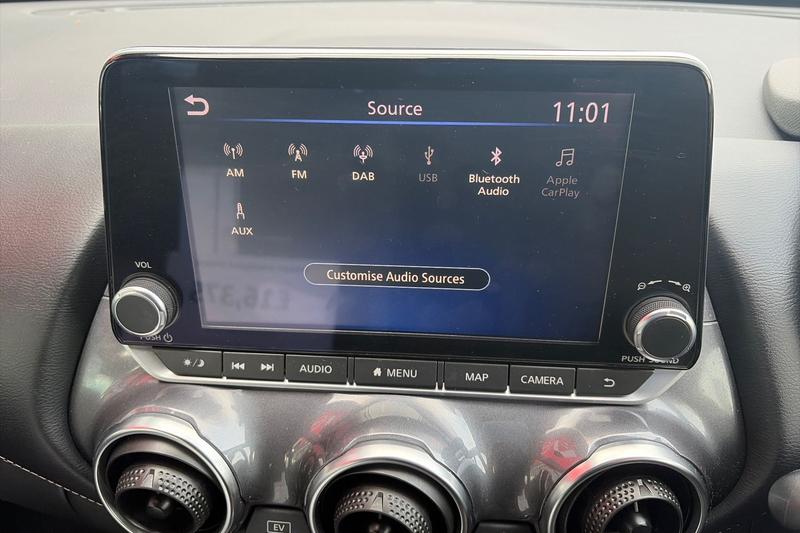 Source
11:01
AM
FM
DAB
USB
Bluetooth
Audio
Apple
CarPlay
AUX
Customise Audio Sources
VOL
PUSH
PUSH SOUND
AUDIO
MENU
MAP
CAMERA
EV